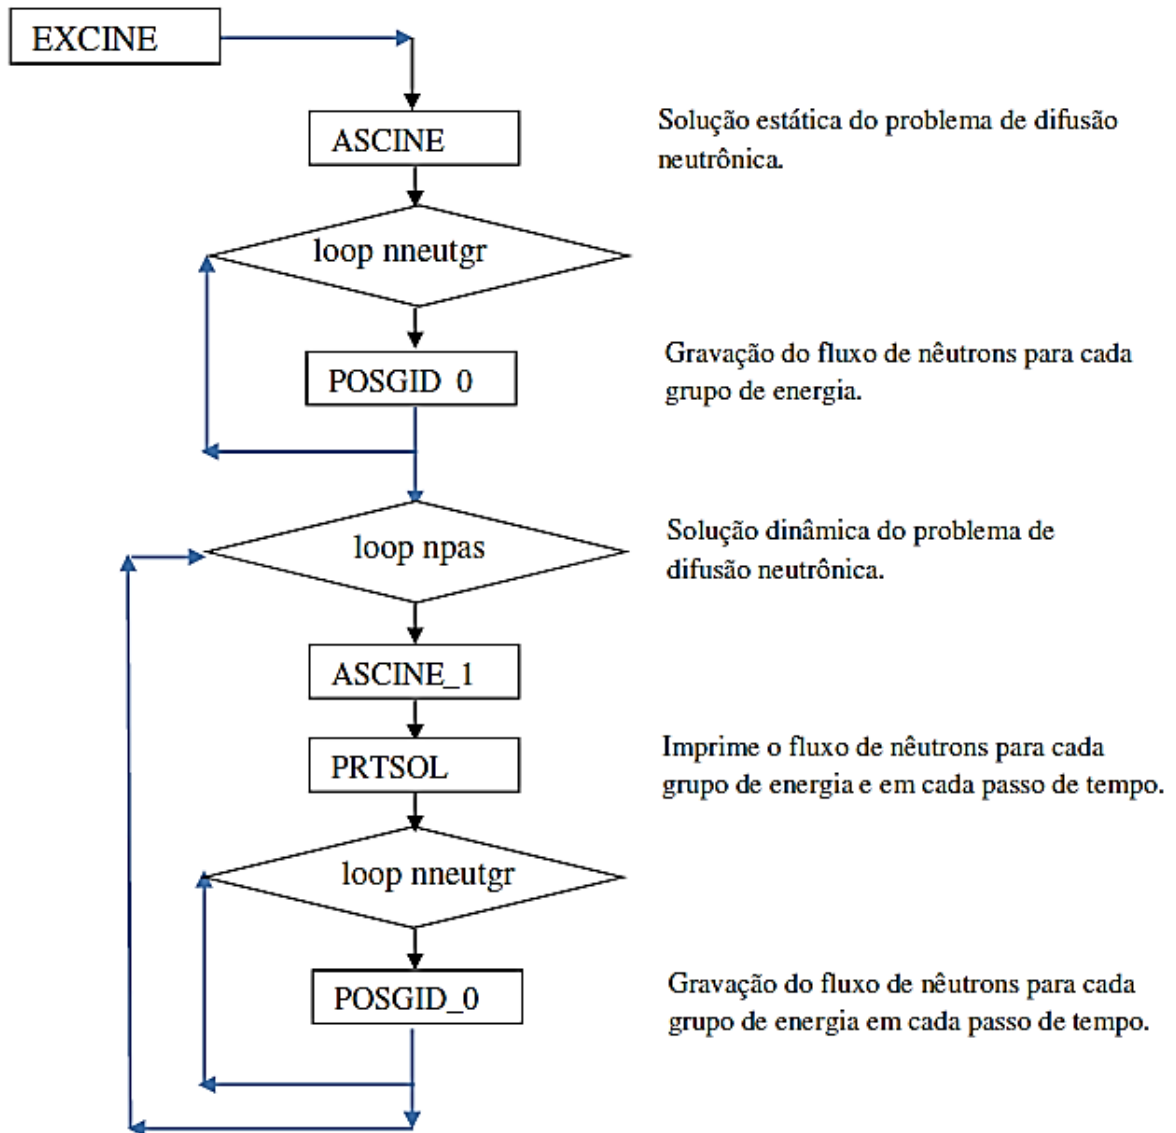 EXCINE
ASCINE
Solução estática do problema de difusão
neutrônica.
loop nneutgr
POSGID_0
Gravação do fluxo de nêutrons para cada
grupo de energia.
loop npas
Solução dinâmica do problema de
difusão neutrônica.
ASCINE_1
PRTSOL
Imprime o fluxo de nêutrons para cada
grupo de energia e em cada passo de tempo.
loop nneutgr
POSGID_0
Gravação do fluxo de nêutrons para cada
grupo de energia em cada passo de tempo.